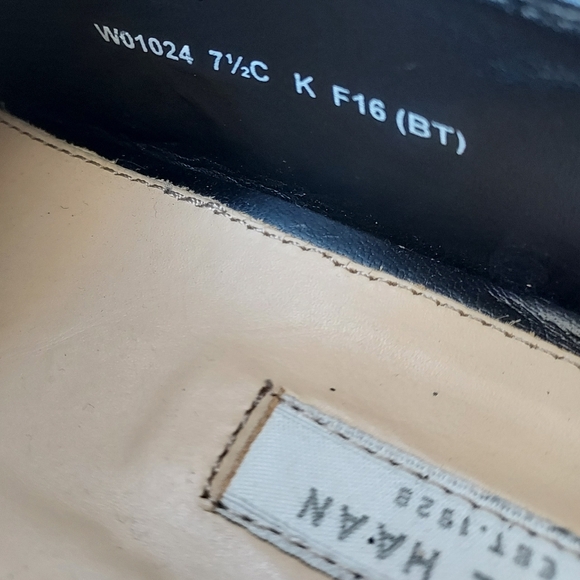 W01024 7½C K F16 (BT)
HAAN
EST. 1928